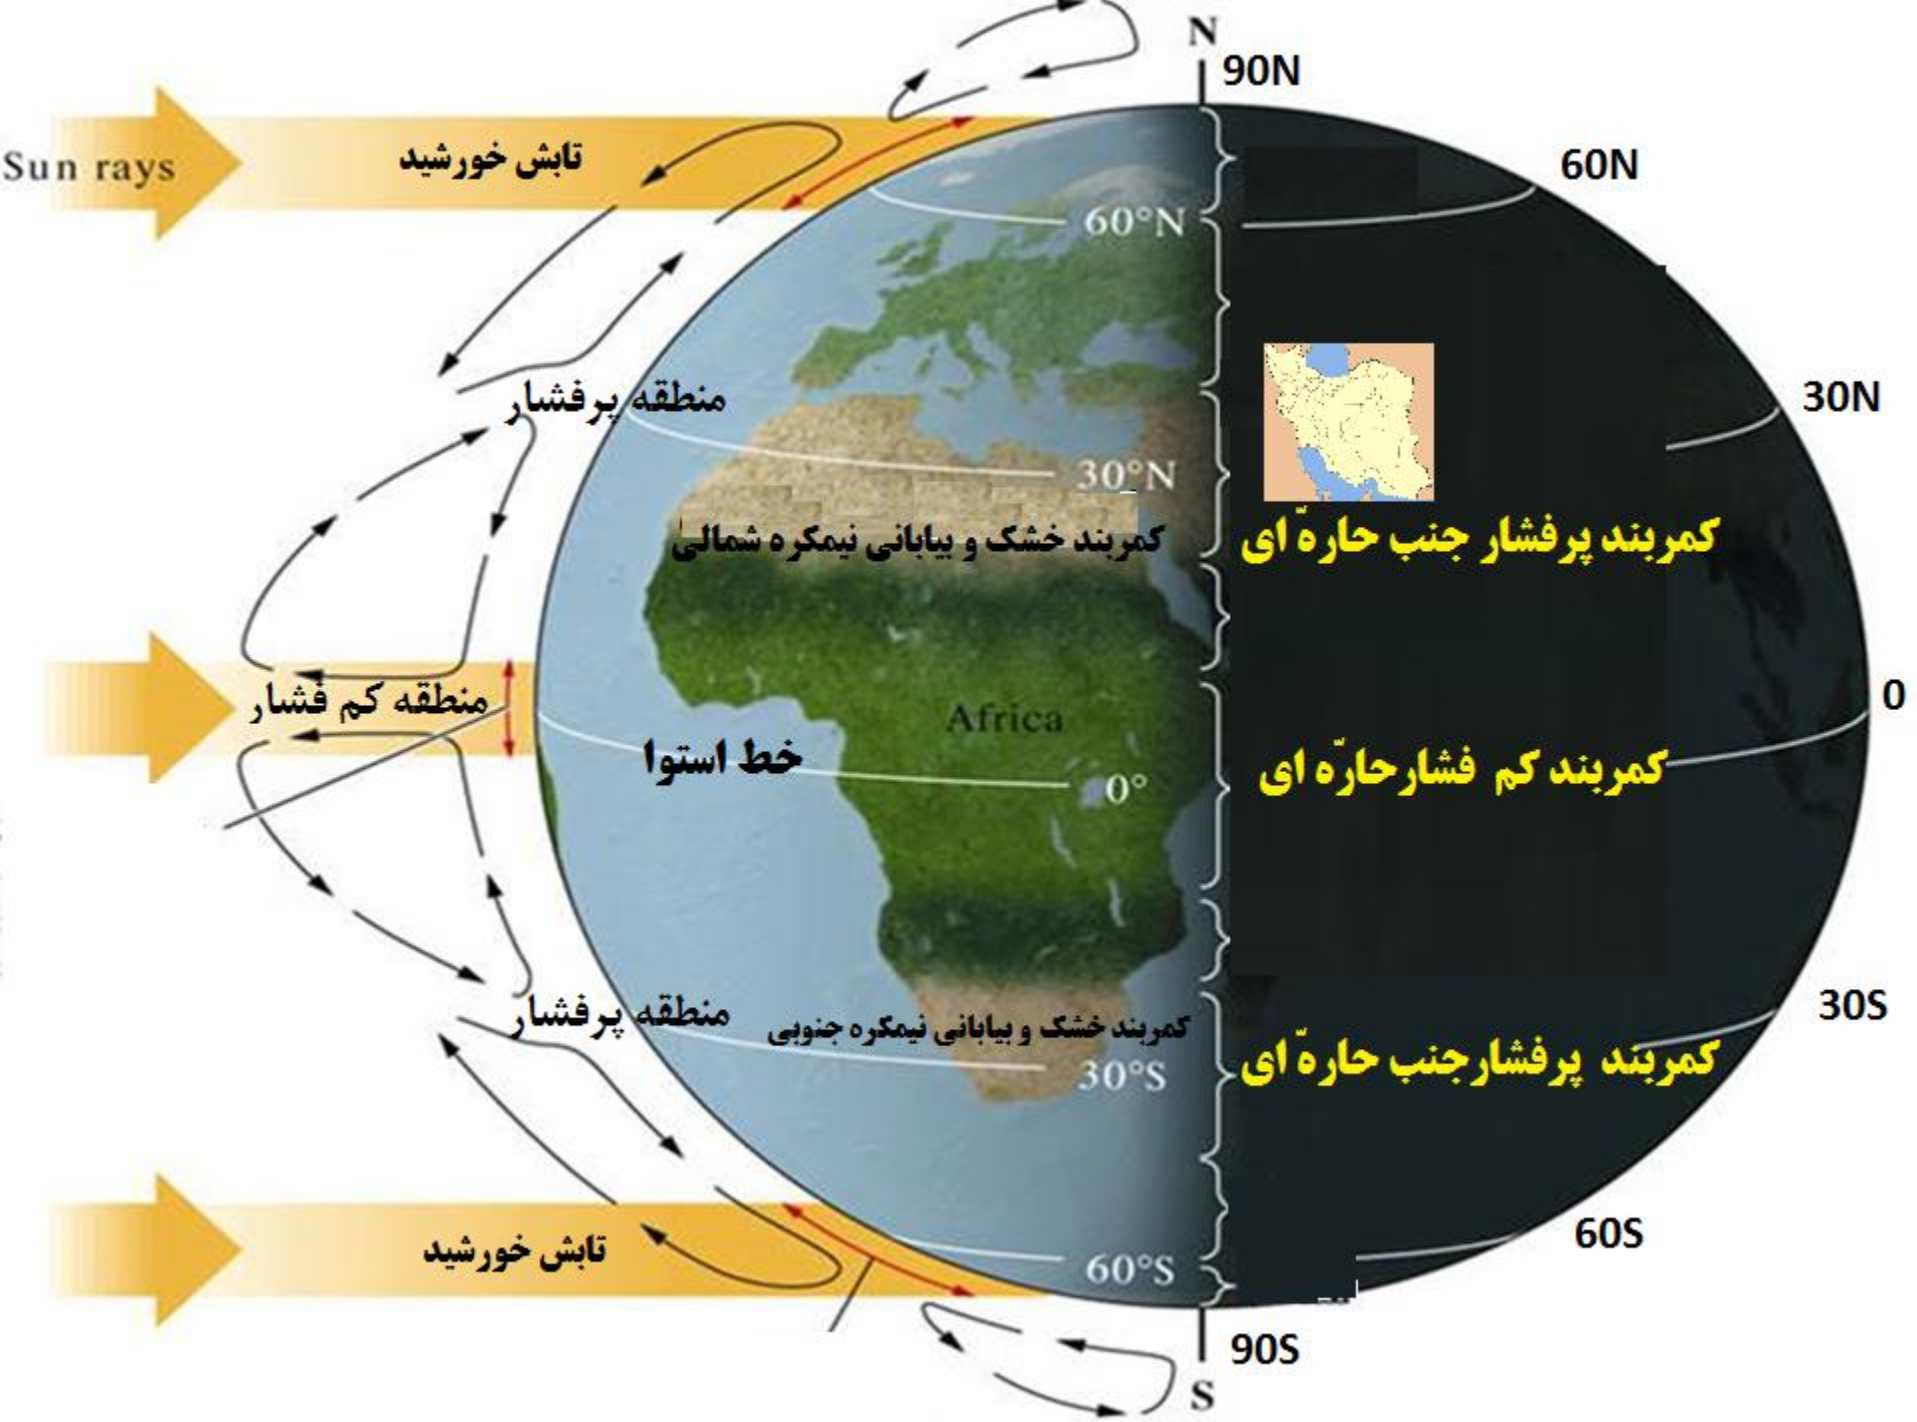 N
90N
Sun rays
تابش خورشید
60N
60°N
منطقه پرفشار
30N
30°N
کمربند خشک و بیابانی نیمکره شمالی
کمربند پرفشار جنب حارهّ ای
منطقه کم فشار
Africa
0
خط استوا
0°
کمربند کم فشارحارّه ای
منطقه پرفشار
کمربند خشک و بیابانی نیمکره جنوبی
30S
30°S
کمربند پرفشارجنب حارهّ ای
تابش خورشید
60°S
60S
90S
S